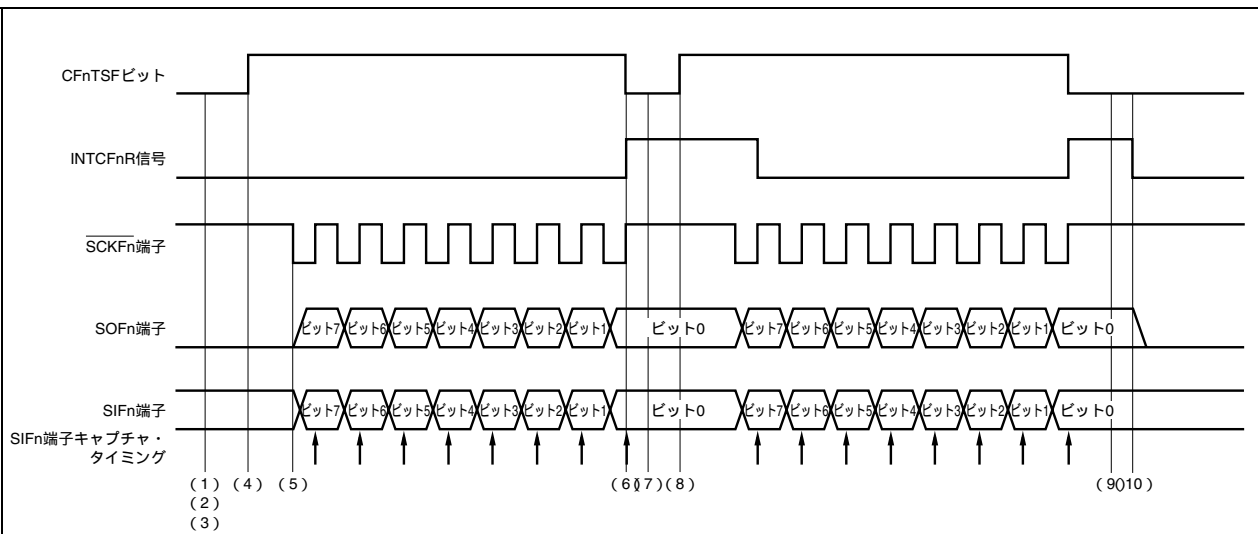 CFnTSFビット
INTCFnR信号
SCKFn端子
SOFn端子
ビット7 ビット6 ビット5 ビット4 ビット3 ビット2 ビット1 ビット0 ビット7 ビット6 ビット5 ビット4 ビット3 ビット2 ビット1 ビット0
SIFn端子
ビット7 ビット6 ビット5 ビット4 ビット3 ビット2 ビット1 ビット0 ビット7 ビット6 ビット5 ビット4 ビット3 ビット2 ビット1 ビット0
SIFn端子キャプチャ・
タイミング
(1) (4) (5) (6)(7)(8) (9)(10)
(2)
(3)